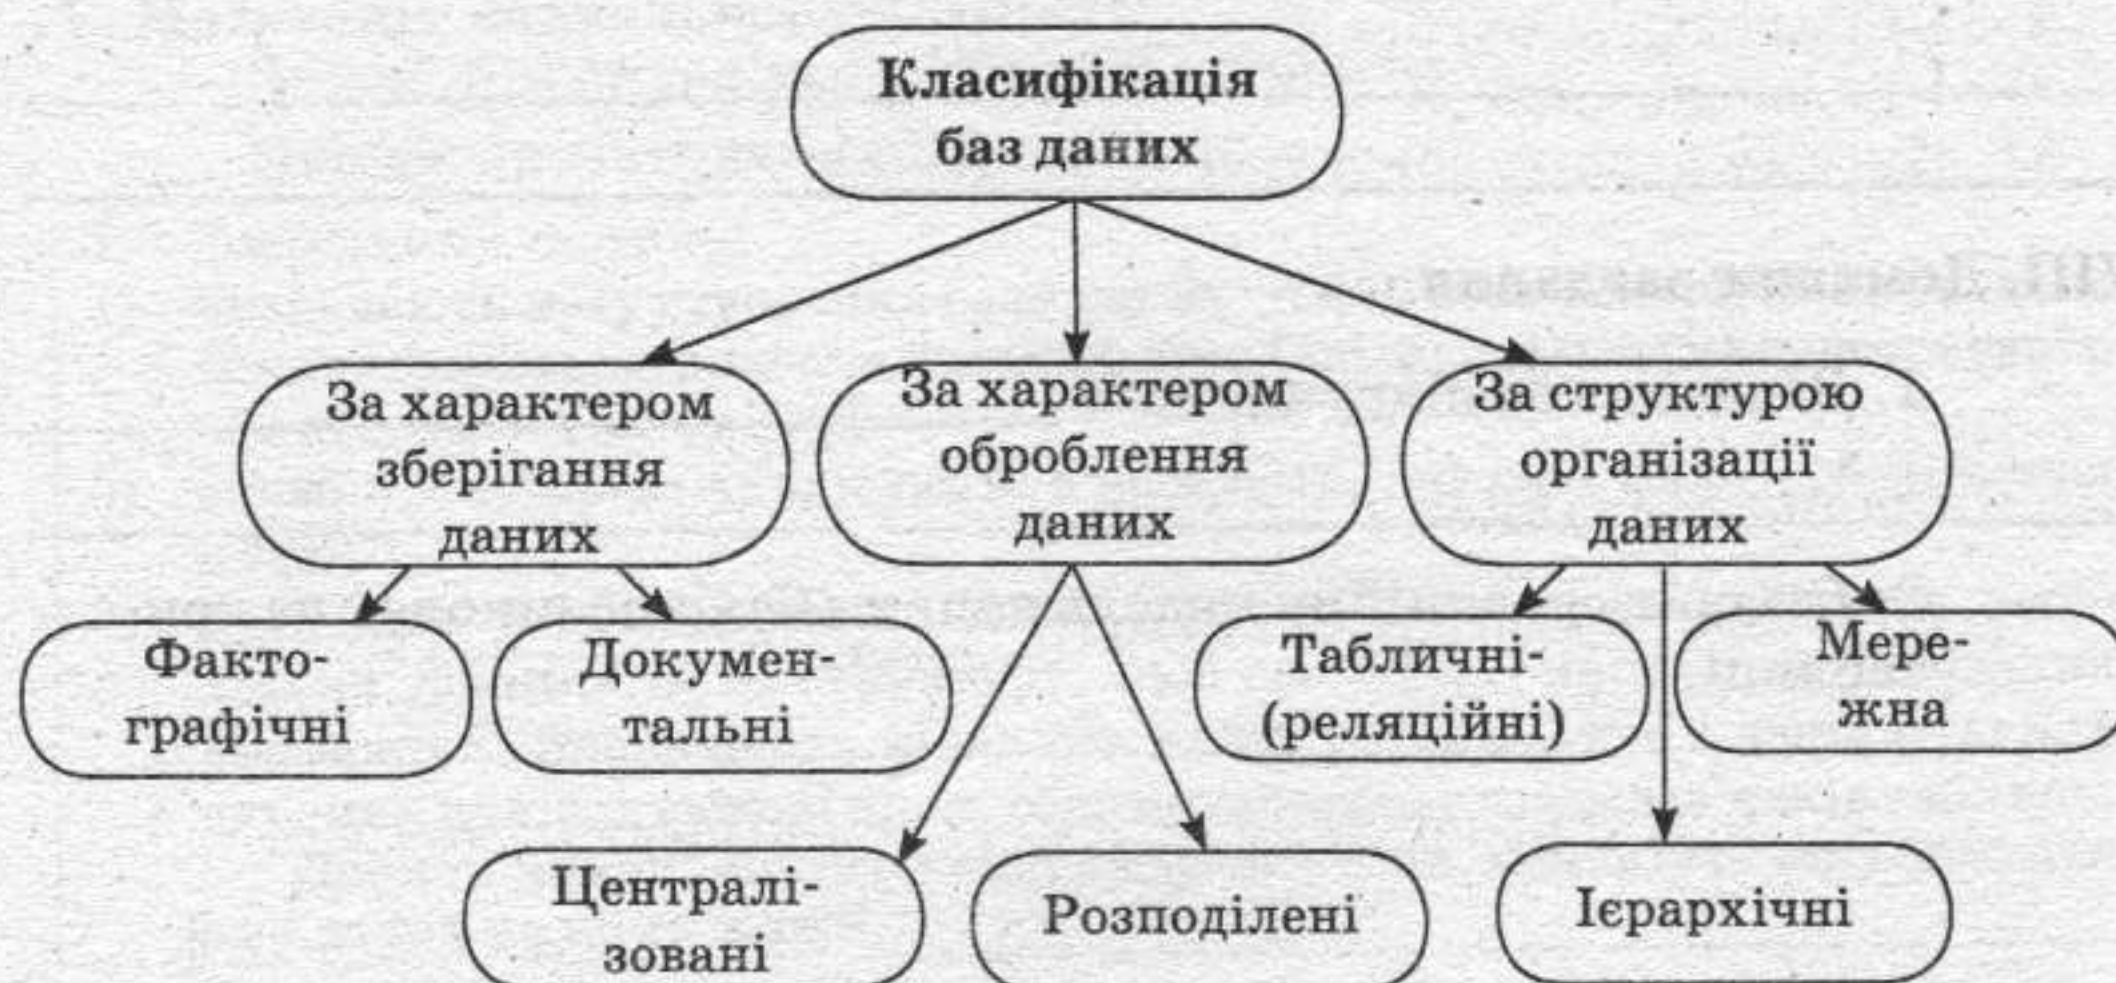 Класифікація
баз даних
За характером
зберігання
даних
За характером
оброблення
даних
За структурою
організації
даних
Факто-
графічні
Докумен-
тальні
Табличні-
(реляційні)
Мере-
жна
Централі-
зовані
Розподілені
Ієрархічні